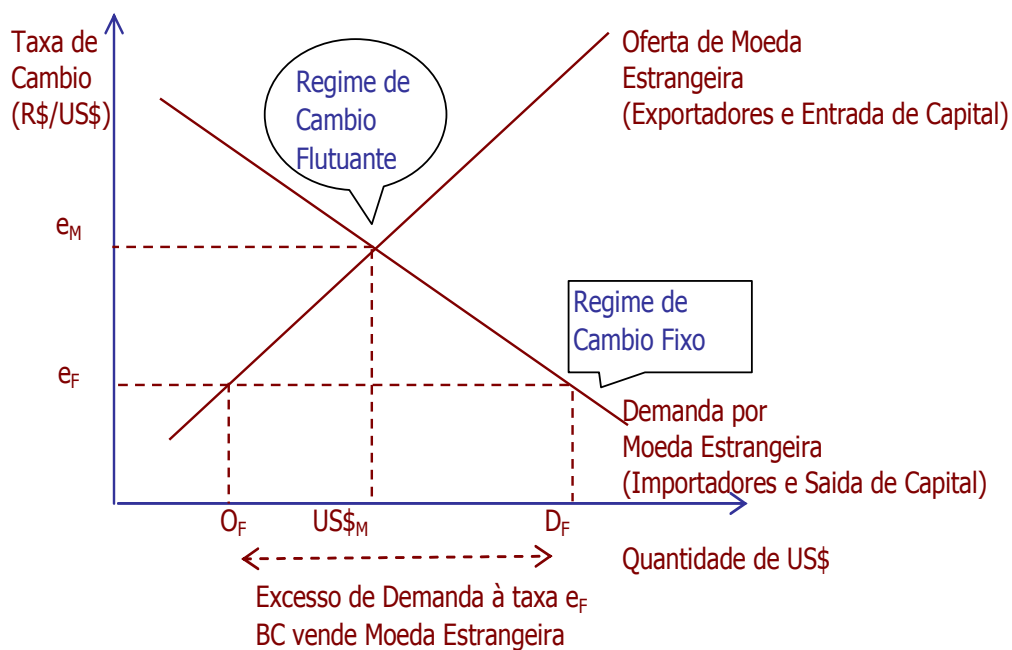 Taxa de
Cambio
(R$/US$)
Regime de
Cambio
Flutuante
Oferta de Moeda
Estrangeira
(Exportadores e Entrada de Capital)
eM
Regime de
Cambio Fixo
eF
Demanda por
Moeda Estrangeira
(Importadores e Saida de Capital)
OF US$M DF
Quantidade de US$
Excesso de Demanda à taxa eF
BC vende Moeda Estrangeira